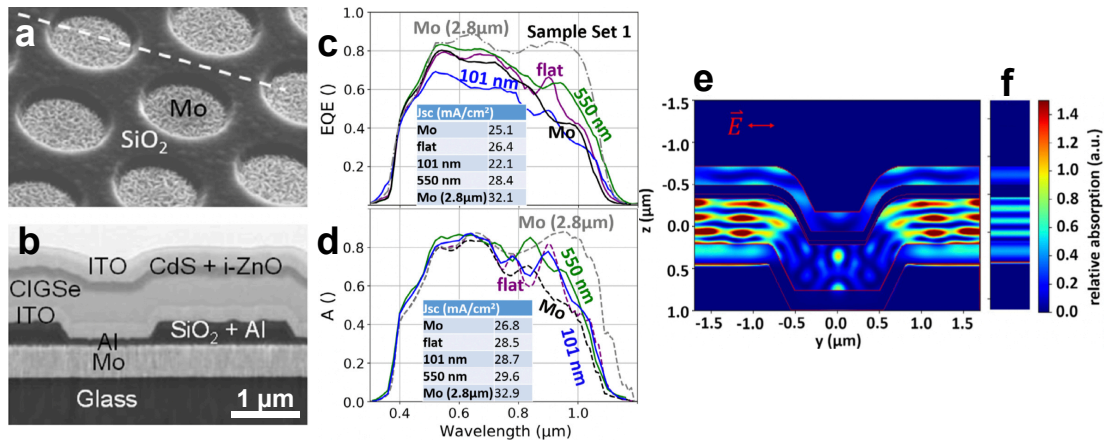 a
Mo
SiO2
b
ITO
CdS + i-ZnO
CIGSe
ITO
SiO2 + Al
Al
Mo
Glass
1 µm
c
Mo (2.8µm)
Sample Set 1
flat
101 nm
550 nm
Mo
EQE ()
1.0
0.8
0.6
0.4
0.2
0.0
Jsc (mA/cm²)
Mo 25.1
flat 26.4
101 nm 22.1
550 nm 28.4
Mo (2.8µm) 32.1
d
Mo (2.8µm)
550 nm
flat
Mo
101 nm
A ()
0.8
0.6
0.4
0.2
0.0
Jsc (mA/cm²)
Mo 26.8
flat 28.5
101 nm 28.7
550 nm 29.6
Mo (2.8µm) 32.9
0.4 0.6 0.8 1.0
Wavelength (µm)
e
E
z (µm)
-1.5
-1.0
-0.5
0.0
0.5
1.0
-1.5 -1.0 -0.5 0.0 0.5 1.0 1.5
y (µm)
f
1.4
1.2
1.0
0.8
0.6
0.4
0.2
0.0
relative absorption (a.u.)